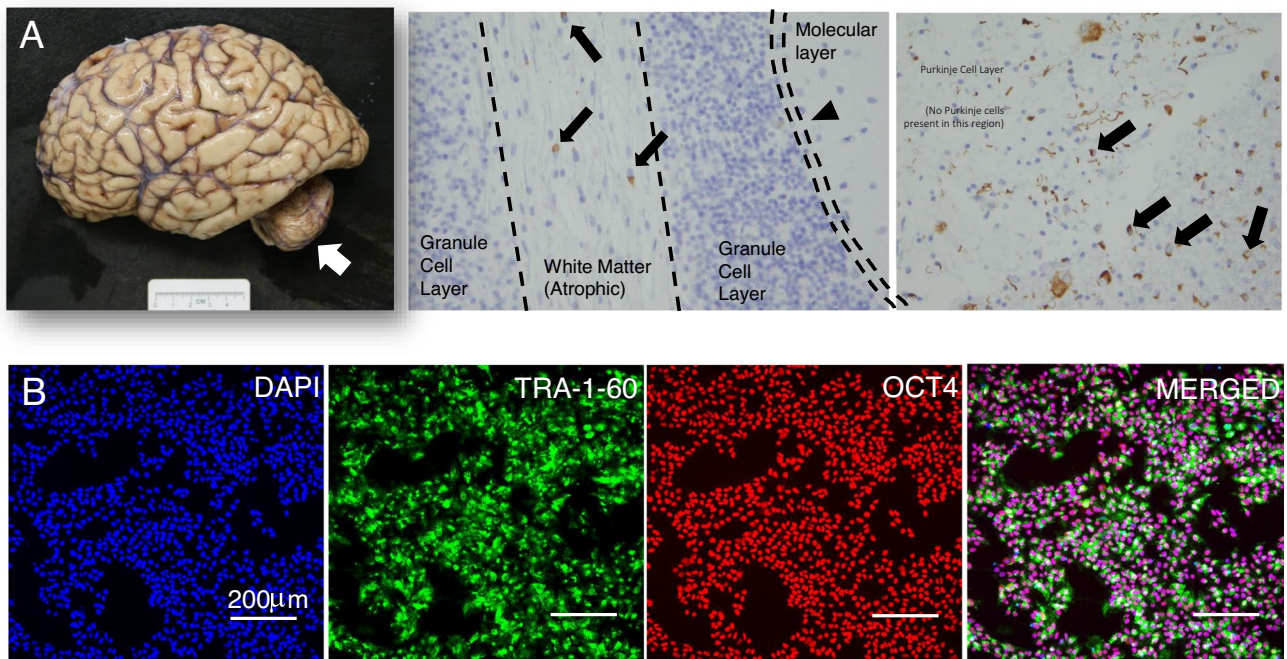 A
CM
Granule
Cell
Layer
White Matter
(Atrophic)
Granule
Cell
Layer
Molecular
layer
Purkinje Cell Layer
(No Purkinje cells
present in this region)
B
DAPI
200μm
TRA-1-60
OCT4
MERGED